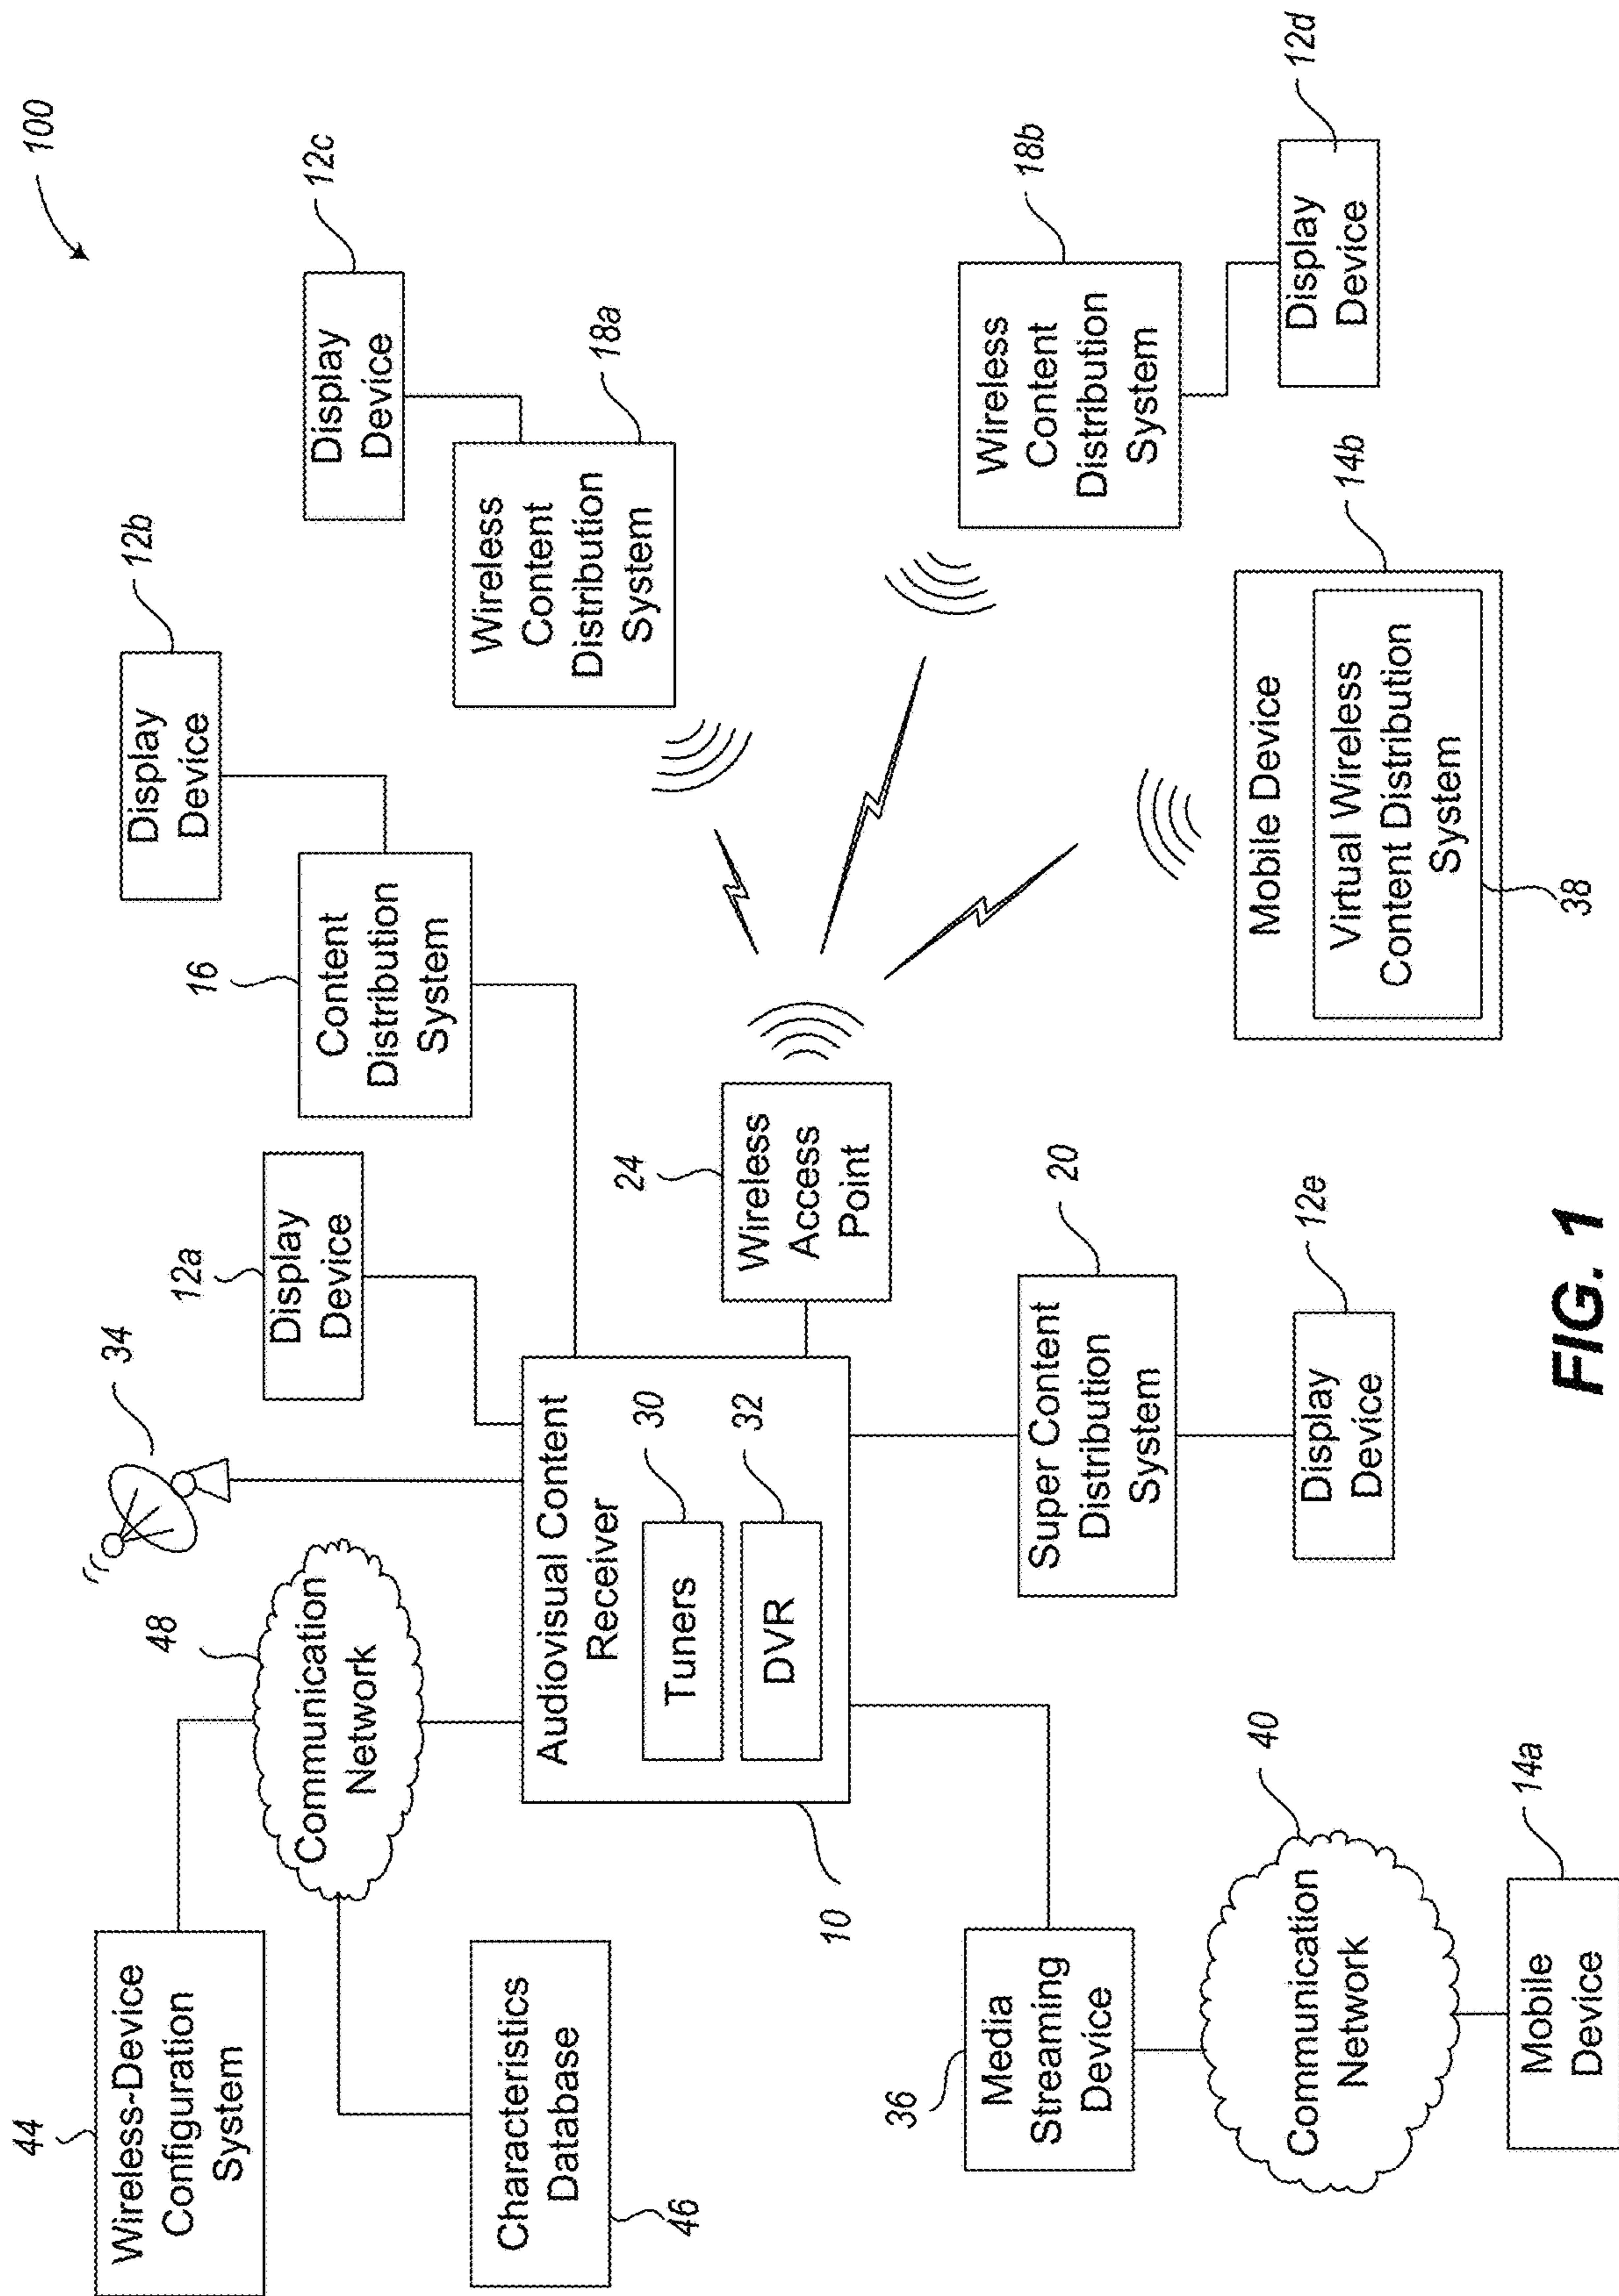 100
44
Wireless-Device
Configuration
System
48
Communication
Network
34
12a
Display
Device
12b
Display
Device
16
Content
Distribution
System
12c
Display
Device
18a
Wireless
Content
Distribution
System
Characteristics
Database
46
Audiovisual Content
Receiver
Tuners
30
DVR
32
10
24
Wireless
Access
Point
Wireless
Content
Distribution
System
18b
Display
Device
12d
36
Media
Streaming
Device
40
Communication
Network
Mobile
Device
14a
Super Content
Distribution
System
20
Display
Device
12e
Mobile Device
14b
Virtual Wireless
Content Distribution
System
38
FIG. 1